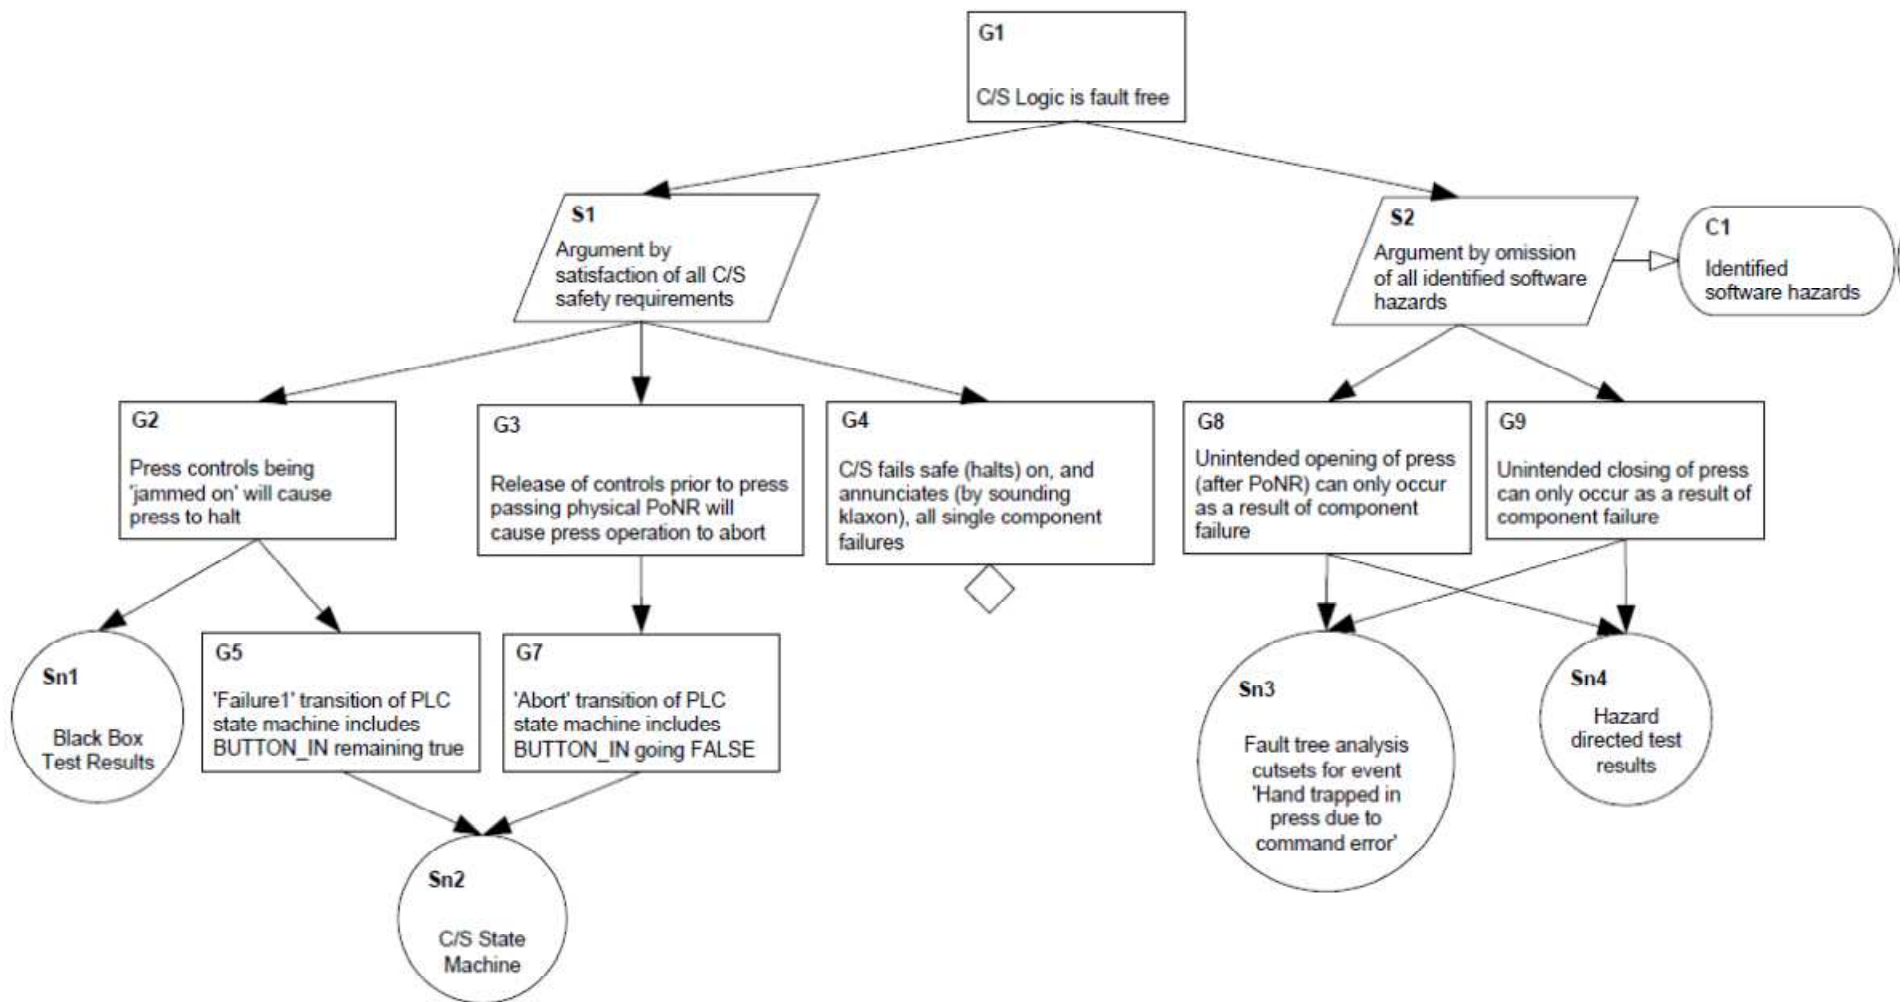 G1
C/S Logic is fault free
S1
Argument by
satisfaction of all C/S
safety requirements
S2
Argument by omission
of all identified software
hazards
C1
Identified
software hazards
G2
Press controls being
'jammed on' will cause
press to halt
G3
Release of controls prior to press
passing physical PoNR will
cause press operation to abort
G4
C/S fails safe (halts) on, and
annunciates (by sounding
klaxon), all single component
failures
G8
Unintended opening of press
(after PoNR) can only occur
as a result of component
failure
G9
Unintended closing of press
can only occur as a result of
component failure
Sn1
Black Box
Test Results
G5
'Failure1' transition of PLC
state machine includes
BUTTON_IN remaining true
G7
'Abort' transition of PLC
state machine includes
BUTTON_IN going FALSE
Sn3
Fault tree analysis
cutsets for event
'Hand trapped in
press due to
command error'
Sn4
Hazard
directed test
results
Sn2
C/S State
Machine